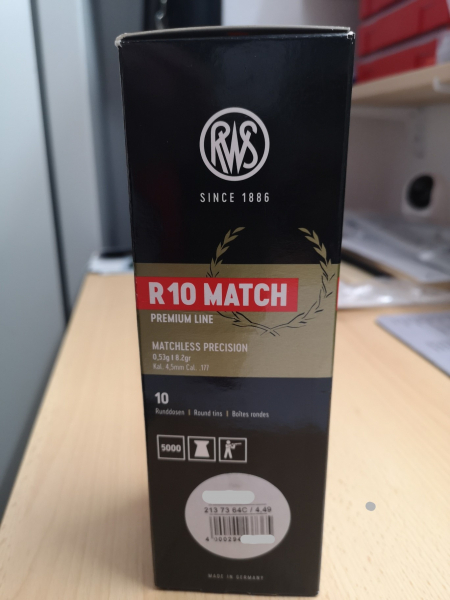 RWS
SINCE 1886
R10 MATCH
PREMIUM LINE
MATCHLESS PRECISION
0,53g I 8.2gr
Kal. 4,5mm Cal. .177
10
Runddosen I Round tins I Boîtes rondes
5000
213 73 64C / 4.49
MADE IN GERMANY